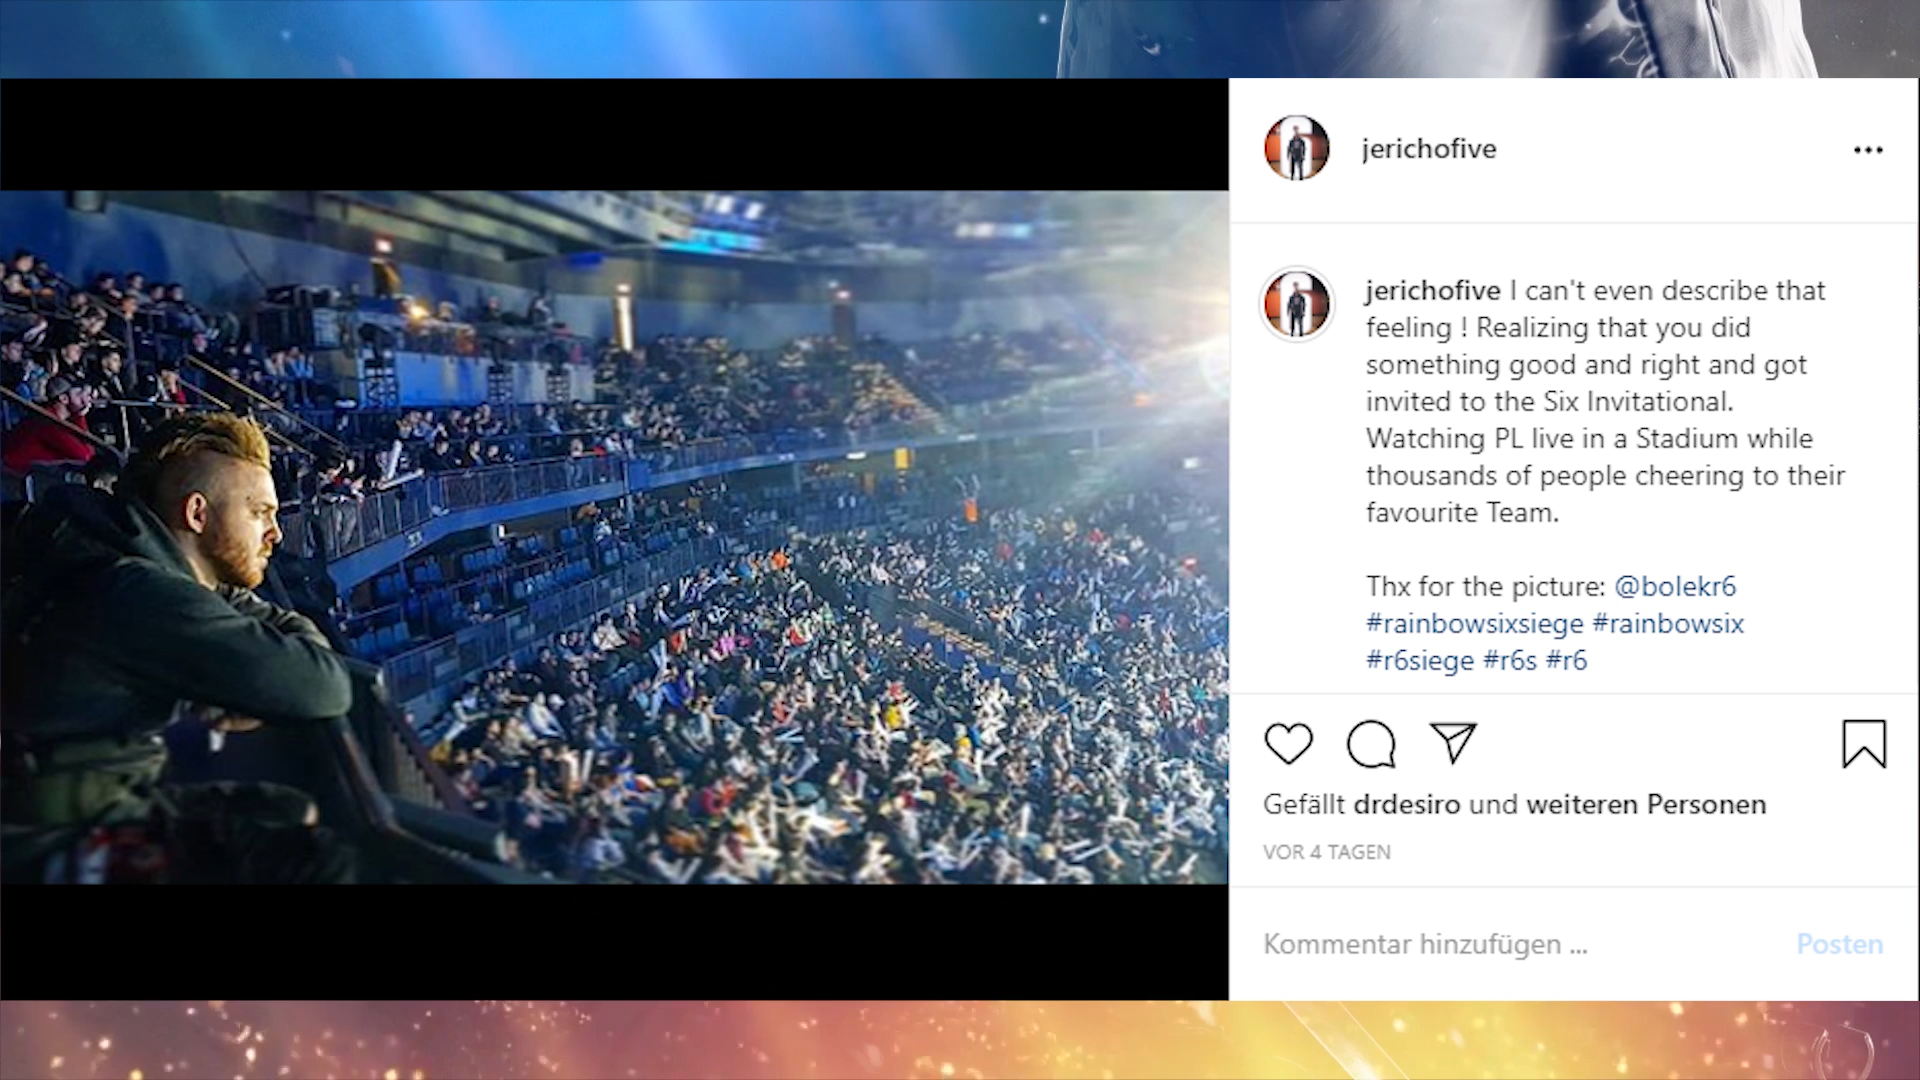 jerichofive
jerichofive I can't even describe that
feeling ! Realizing that you did
something good and right and got
invited to the Six Invitational.
Watching PL live in a Stadium while
thousands of people cheering to their
favourite Team.
Thx for the picture: @bolekr6
#rainbowsixsiege #rainbowsix
#r6siege #r6s #r6
Gefällt drdesiro und weiteren Personen
VOR 4 TAGEN
Kommentar hinzufügen ... Posten